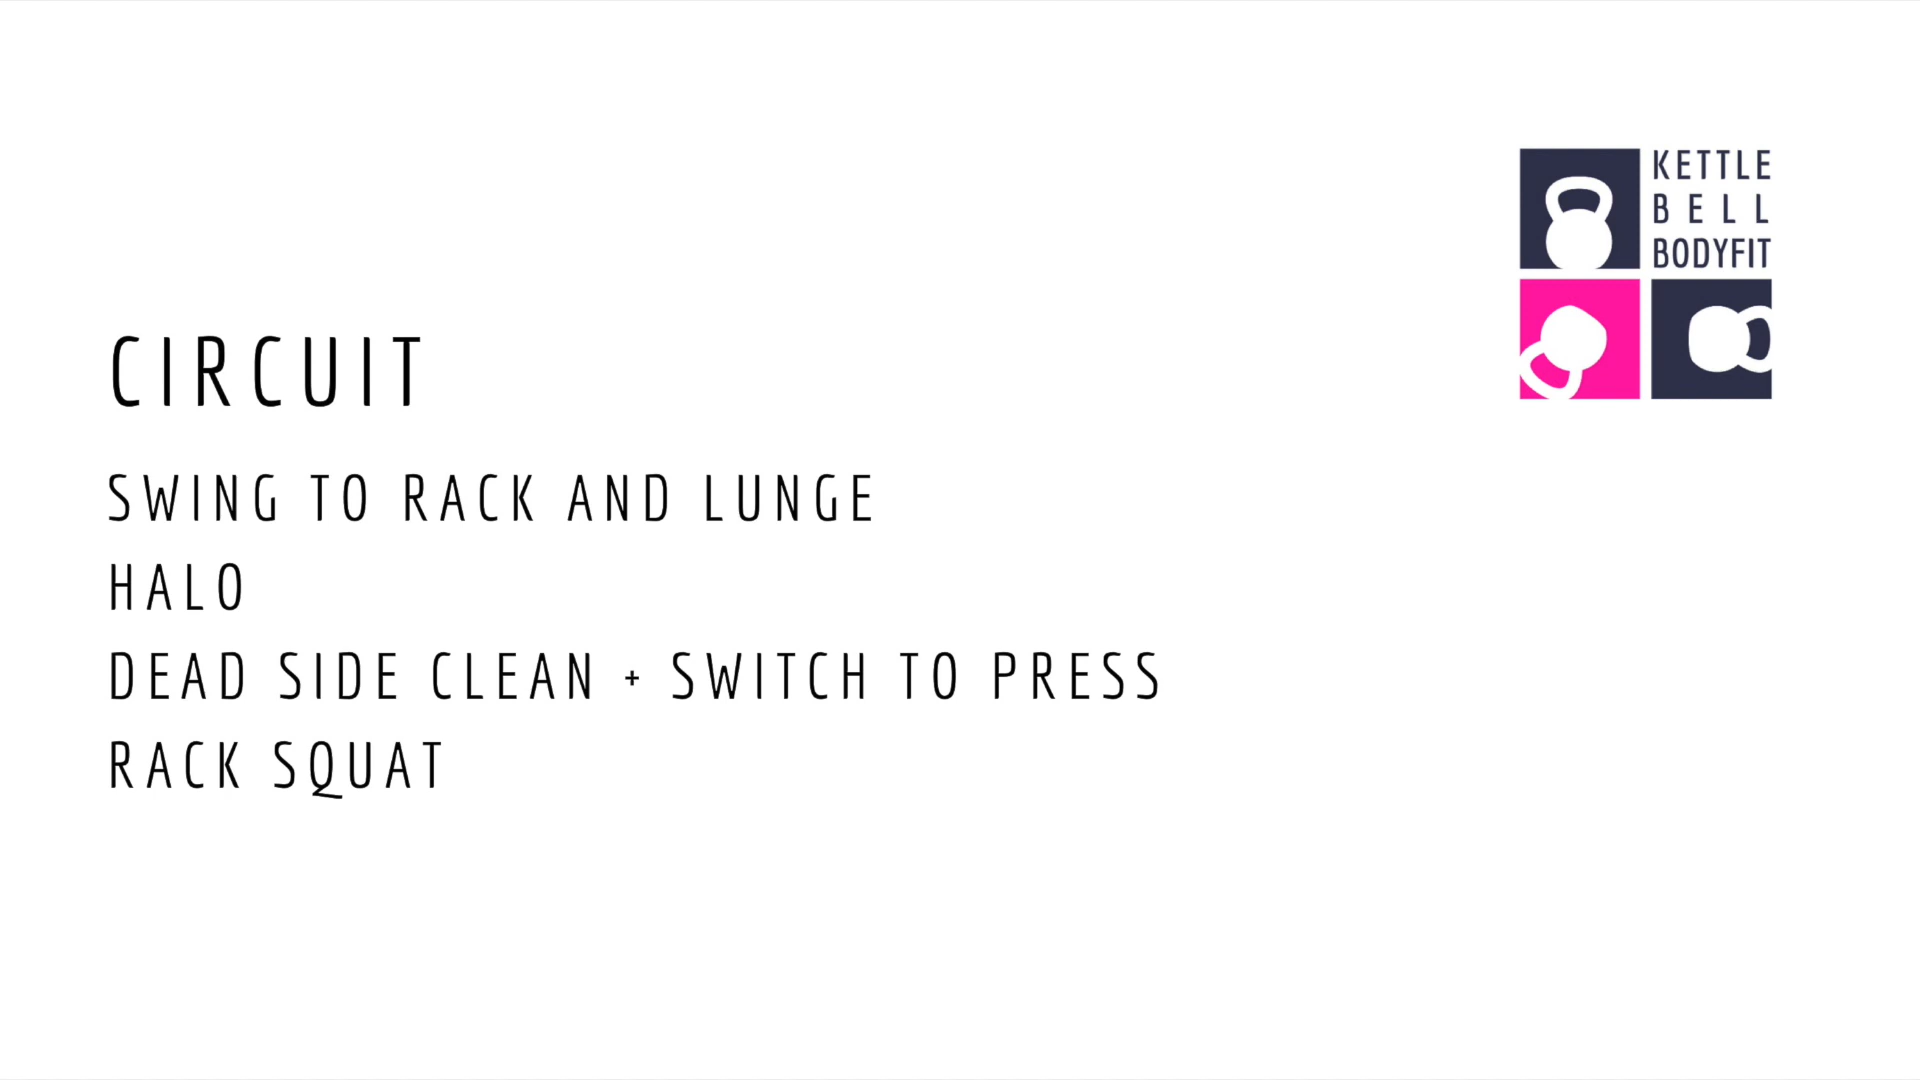 KETTLE
BELL
BODYFIT
CIRCUIT
SWING TO RACK AND LUNGE
HALO
DEAD SIDE CLEAN + SWITCH TO PRESS
RACK SQUAT